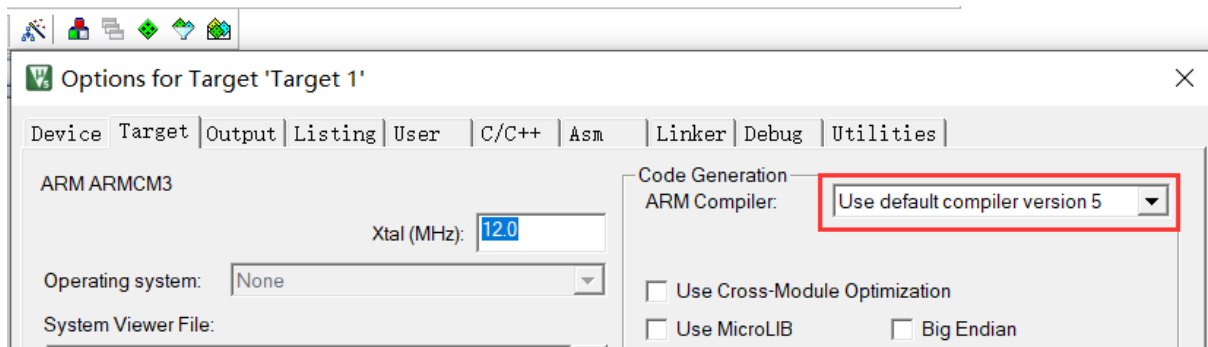 Options for Target 'Target 1'
Device Target Output Listing User C/C++ Asm Linker Debug Utilities
ARM ARMCM3
Xtal (MHz): 12.0
Operating system: None
System Viewer File:
Code Generation
ARM Compiler: Use default compiler version 5
Use Cross-Module Optimization
Use MicroLIB Big Endian